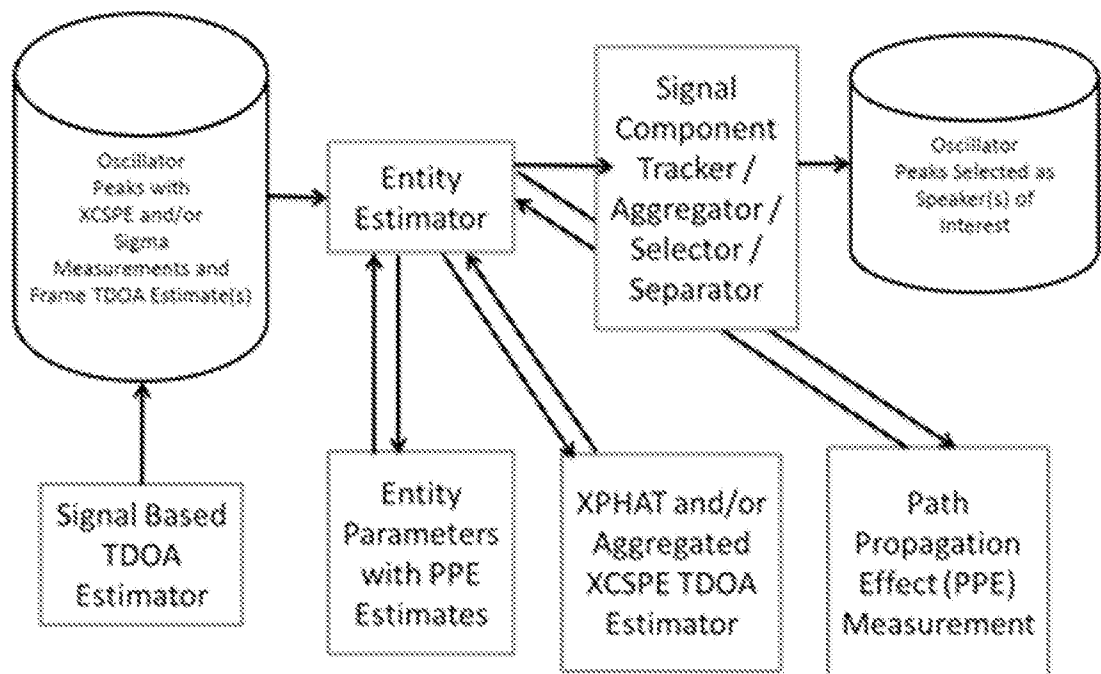 Oscillator
Peaks with
XCSPE and/or
Sigma
Measurements and
Frame TDOA Estimate(s)
Entity
Estimator
Signal
Component
Tracker /
Aggregator /
Selector /
Separator
Oscillator
Peaks Selected as
Speaker(s) of
Interest
Signal Based
TDOA
Estimator
Entity
Parameters
with PPE
Estimates
XPHAT and/or
Aggregated
XCSPE TDOA
Estimator
Path
Propagation
Effect (PPE)
Measurement